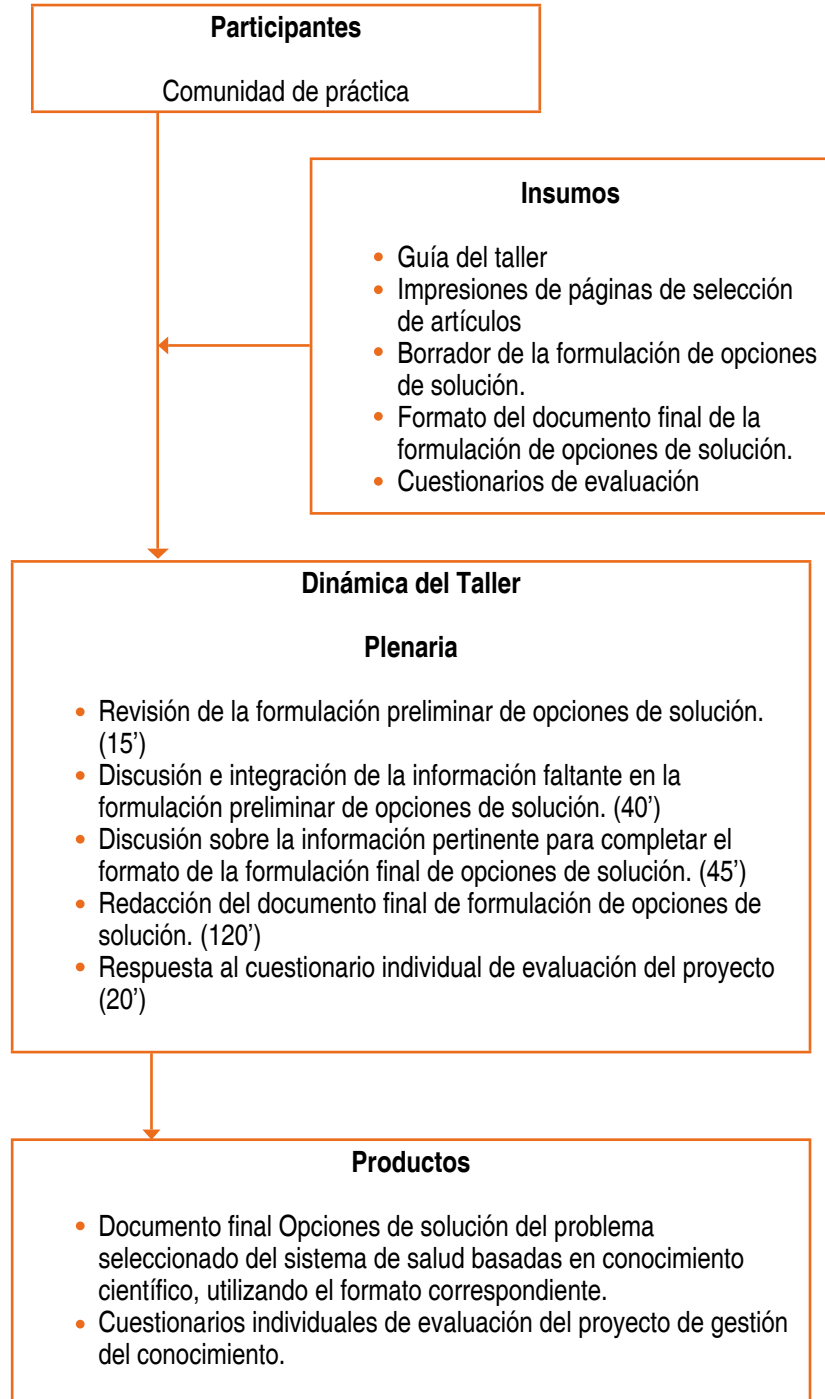 Participantes
Comunidad de práctica
Insumos
• Guía del taller
• Impresiones de páginas de selección
de artículos
• Borrador de la formulación de opciones
de solución.
• Formato del documento final de la
formulación de opciones de solución.
• Cuestionarios de evaluación
Dinámica del Taller
Plenaria
• Revisión de la formulación preliminar de opciones de solución.
(15’)
• Discusión e integración de la información faltante en la
formulación preliminar de opciones de solución. (40’)
• Discusión sobre la información pertinente para completar el
formato de la formulación final de opciones de solución. (45’)
• Redacción del documento final de formulación de opciones de
solución. (120’)
• Respuesta al cuestionario individual de evaluación del proyecto
(20’)
Productos
• Documento final Opciones de solución del problema
seleccionado del sistema de salud basadas en conocimiento
científico, utilizando el formato correspondiente.
• Cuestionarios individuales de evaluación del proyecto de gestión
del conocimiento.